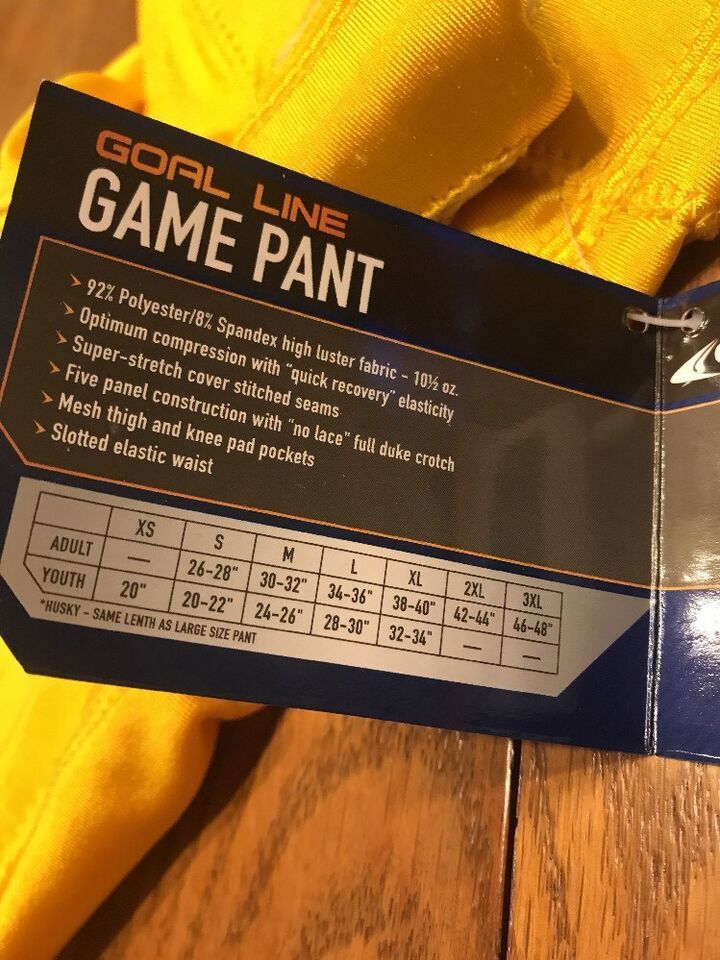 GOAL LINE
GAME PANT
92% Polyester/8% Spandex high luster fabric - 10½ oz.
Optimum compression with "quick recovery" elasticity
Super-stretch cover stitched seams
Five panel construction with "no lace" full duke crotch
Mesh thigh and knee pad pockets
Slotted elastic waist
XS S M L XL 2XL 3XL
ADULT — 26-28" 30-32" 34-36" 38-40" 42-44" 46-48"
YOUTH 20" 20-22" 24-26" 28-30" 32-34" — —
*HUSKY - SAME LENTH AS LARGE SIZE PANT